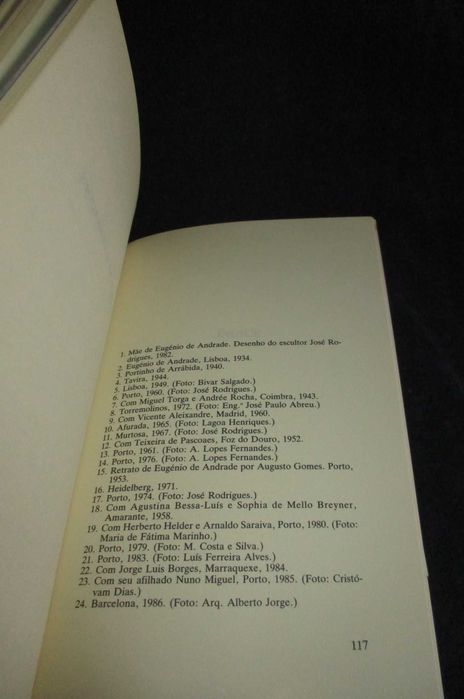 1. Mãe de Eugénio de Andrade. Desenho do escultor José Ro-
drigues, 1982.
2. Eugénio de Andrade, Lisboa, 1934.
3. Portinho de Arrábida, 1940.
4. Tavira, 1944.
5. Lisboa, 1949. (Foto: Bívar Salgado.)
6. Porto, 1960. (Foto: José Rodrigues.)
7. Com Miguel Torga e Andrée Rocha, Coimbra, 1943.
8. Torremolinos, 1972. (Foto: Eng.º José Paulo Abreu.)
9. Com Vicente Aleixandre, Madrid, 1960.
10. Afurada, 1965. (Foto: Lagoa Henriques.)
11. Murtosa, 1967. (Foto: José Rodrigues.)
12. Com Teixeira de Pascoaes, Foz do Douro, 1952.
13. Porto, 1961. (Foto: A. Lopes Fernandes.)
14. Porto, 1976. (Foto: A. Lopes Fernandes.)
15. Retrato de Eugénio de Andrade por Augusto Gomes. Porto,
1953.
16. Heidelberg, 1971.
17. Porto, 1974. (Foto: José Rodrigues.)
18. Com Agustina Bessa-Luís e Sophia de Mello Breyner,
Amarante, 1958.
19. Com Herberto Helder e Arnaldo Saraiva, Porto, 1980. (Foto:
Maria de Fátima Marinho.)
20. Porto, 1979. (Foto: M. Costa e Silva.)
21. Porto, 1983. (Foto: Luís Ferreira Alves.)
22. Com Jorge Luis Borges, Marraquexe, 1984.
23. Com seu afilhado Nuno Miguel, Porto, 1985. (Foto: Cristó-
vam Dias.)
24. Barcelona, 1986. (Foto: Arq. Alberto Jorge.)
117